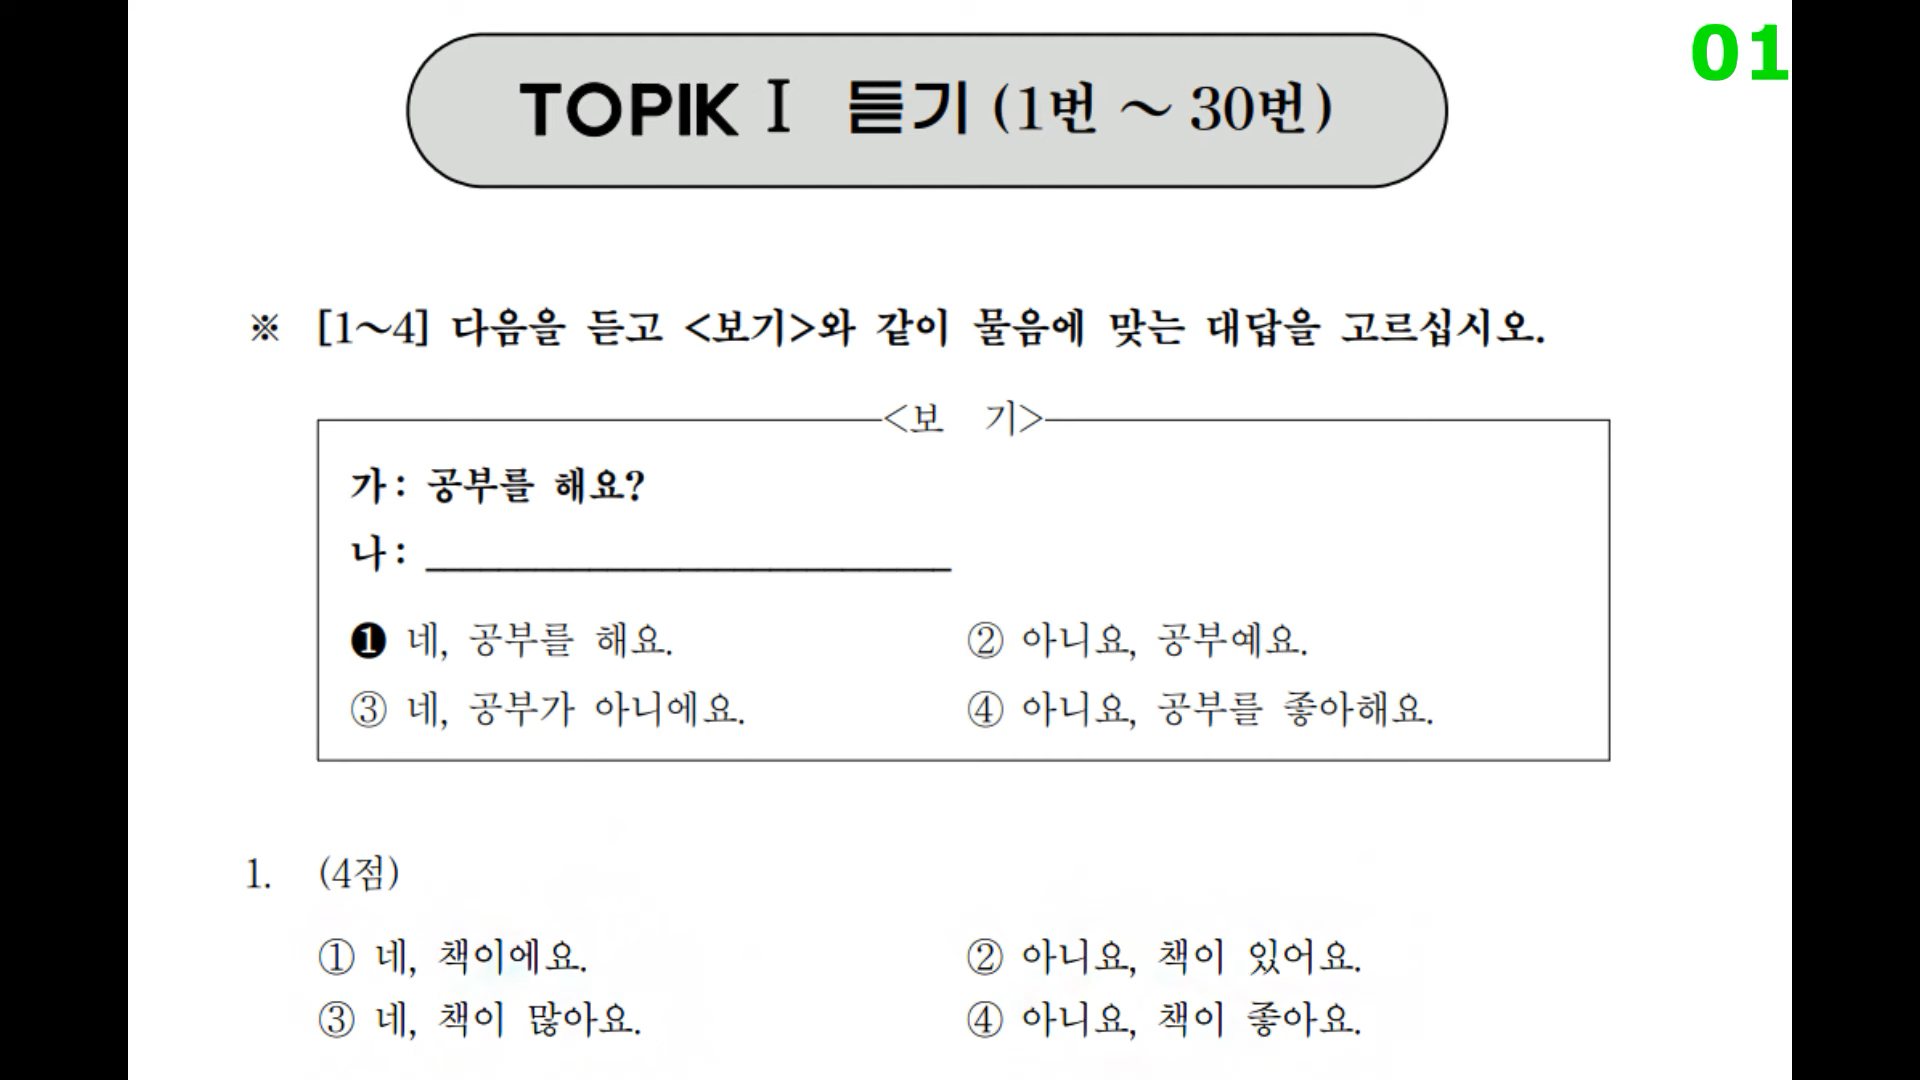 01
TOPIK Ⅰ 듣기 (1번 ～ 30번)
※ [1～4] 다음을 듣고 <보기>와 같이 물음에 맞는 대답을 고르십시오.
<보 기>
가 : 공부를 해요?
나 : ______________________________
❶ 네, 공부를 해요. ② 아니요, 공부예요.
③ 네, 공부가 아니에요. ④ 아니요, 공부를 좋아해요.
1. (4점)
① 네, 책이에요. ② 아니요, 책이 있어요.
③ 네, 책이 많아요. ④ 아니요, 책이 좋아요.